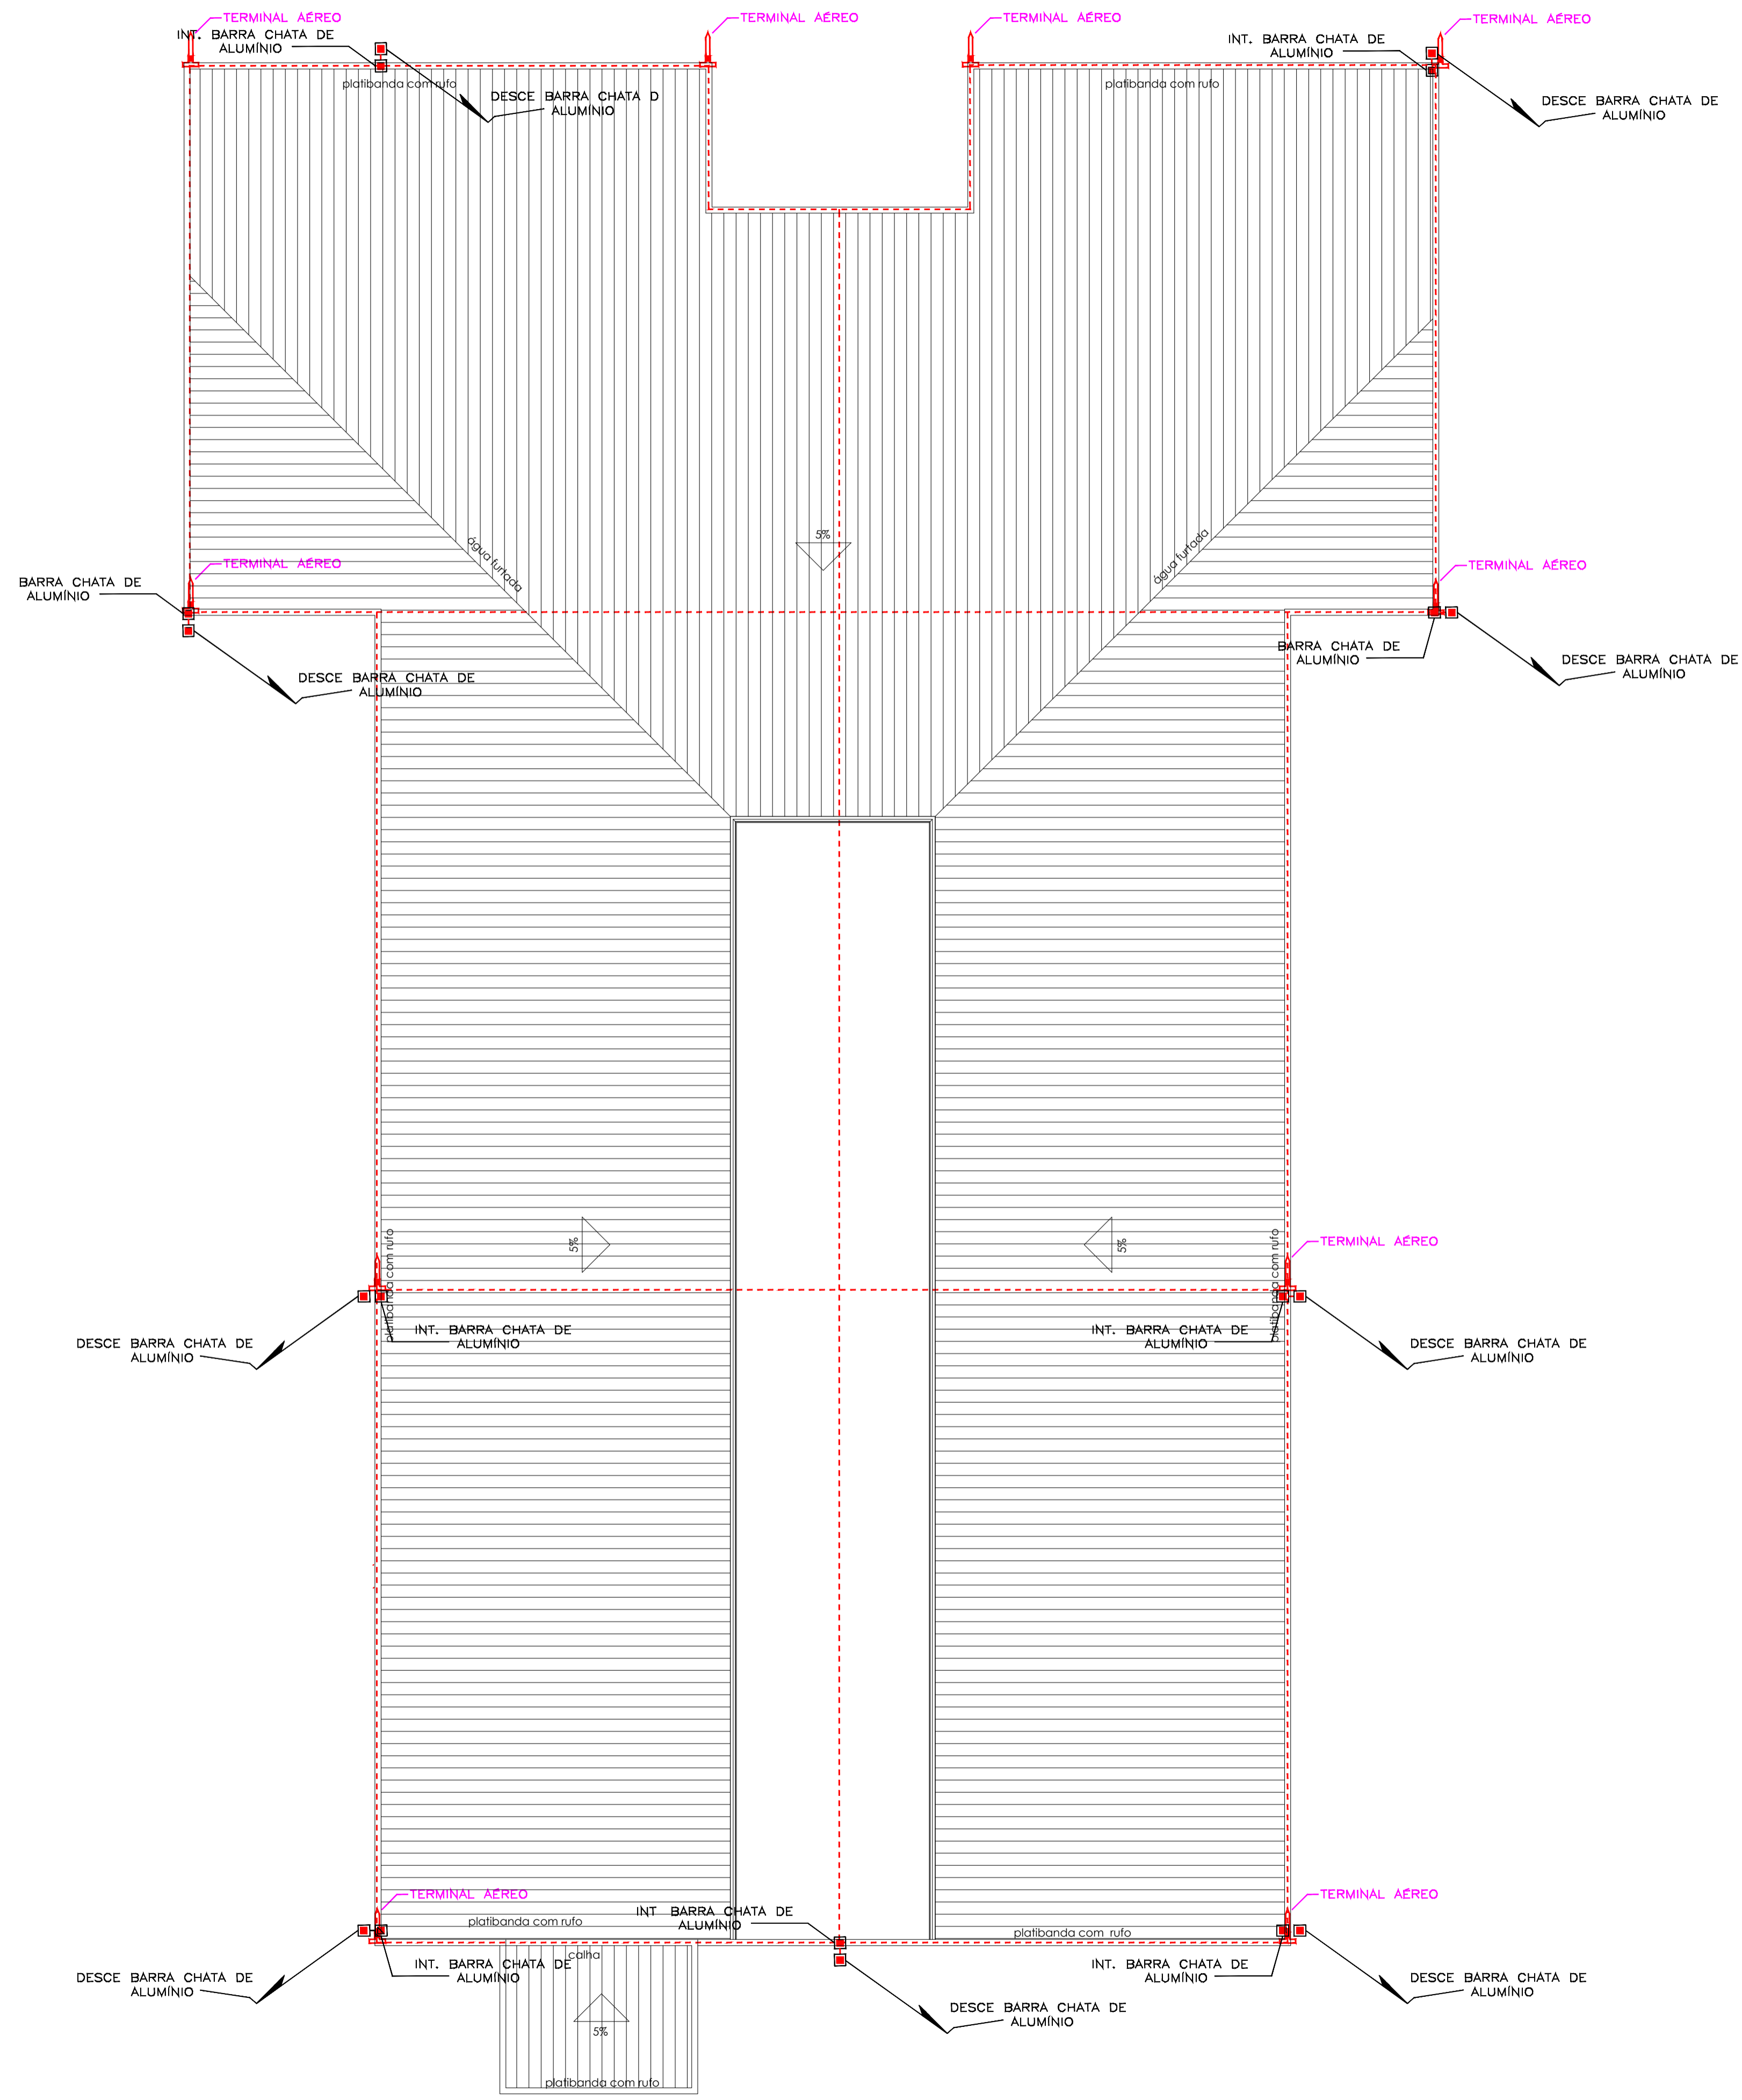 TERMINAL AÉREO
TERMINAL AÉREO
TERMINAL AÉREO
TERMINAL AÉREO
INT. BARRA CHATA DE
ALUMÍNIO
INT. BARRA CHATA DE
ALUMÍNIO
platibanda com rufo
platibanda com rufo
DESCE BARRA CHATA D
ALUMÍNIO
DESCE BARRA CHATA DE
ALUMÍNIO
5%
água furtada
água furtada
TERMINAL AÉREO
TERMINAL AÉREO
BARRA CHATA DE
ALUMÍNIO
BARRA CHATA DE
ALUMÍNIO
DESCE BARRA CHATA DE
ALUMÍNIO
DESCE BARRA CHATA DE
ALUMÍNIO
platibanda com rufo
5%
5%
platibanda com rufo
TERMINAL AÉREO
DESCE BARRA CHATA DE
ALUMÍNIO
INT. BARRA CHATA DE
ALUMÍNIO
INT. BARRA CHATA DE
ALUMÍNIO
DESCE BARRA CHATA DE
ALUMÍNIO
TERMINAL AÉREO
TERMINAL AÉREO
platibanda com rufo
INT BARRA CHATA DE
ALUMÍNIO
platibanda com rufo
calha
DESCE BARRA CHATA DE
ALUMÍNIO
INT. BARRA CHATA DE
ALUMÍNIO
INT. BARRA CHATA DE
ALUMÍNIO
DESCE BARRA CHATA DE
ALUMÍNIO
DESCE BARRA CHATA DE
ALUMÍNIO
5%
platibanda com rufo